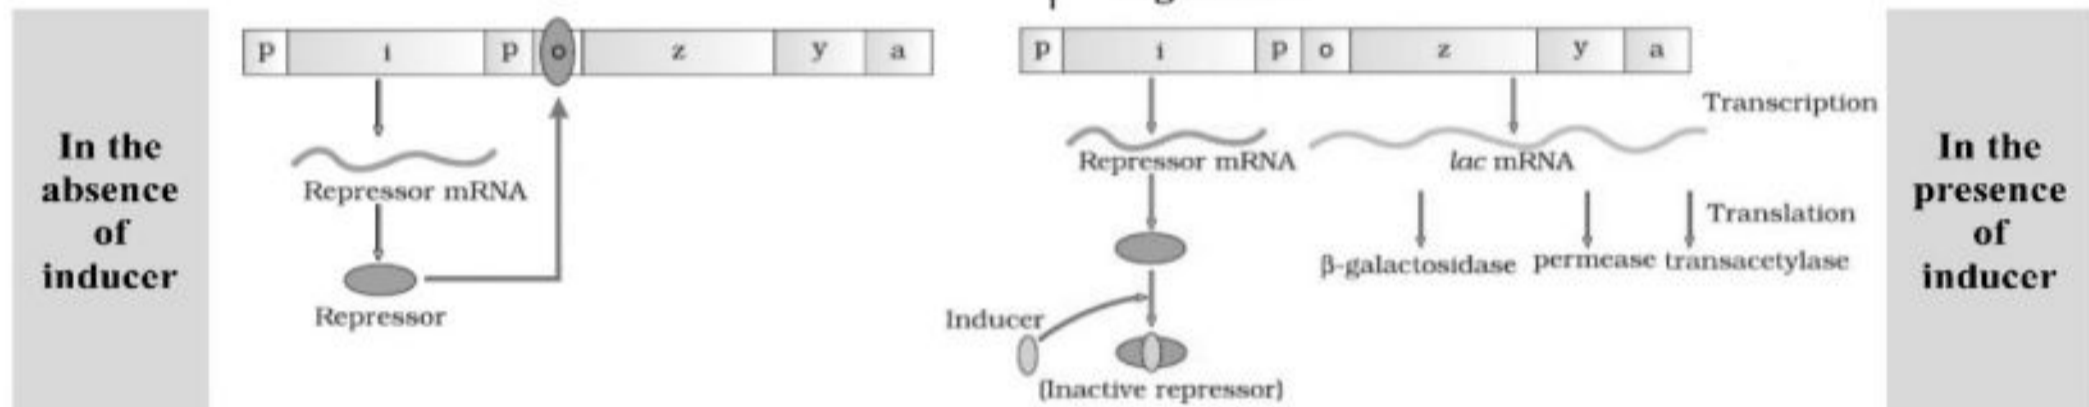 In the
absence
of
inducer
p i p o z y a
Repressor mRNA
Repressor
p i p o z y a
Transcription
Repressor mRNA
lac mRNA
Translation
β-galactosidase permease transacetylase
Inducer
(Inactive repressor)
In the
presence
of
inducer